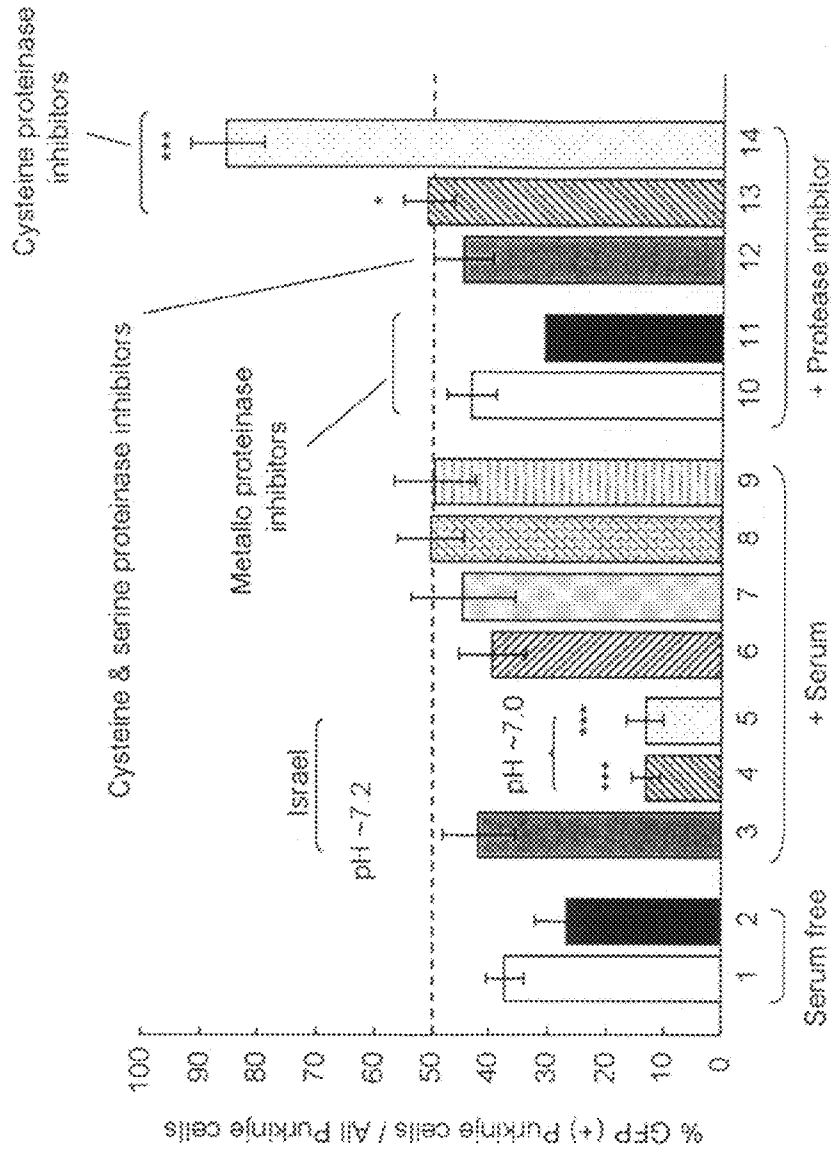 Cysteine proteinase
inhibitors
***
Cysteine & serine proteinase inhibitors
*
Metallo proteinase
inhibitors
Israel
pH ~7.2
pH ~7.0
***
***
% GFP (+) Purkinje cells / All Purkinje cells
100
90
80
70
60
50
40
30
20
10
0
1 2 3 4 5 6 7 8 9 10 11 12 13 14
Serum free
+ Serum
+ Protease inhibitor